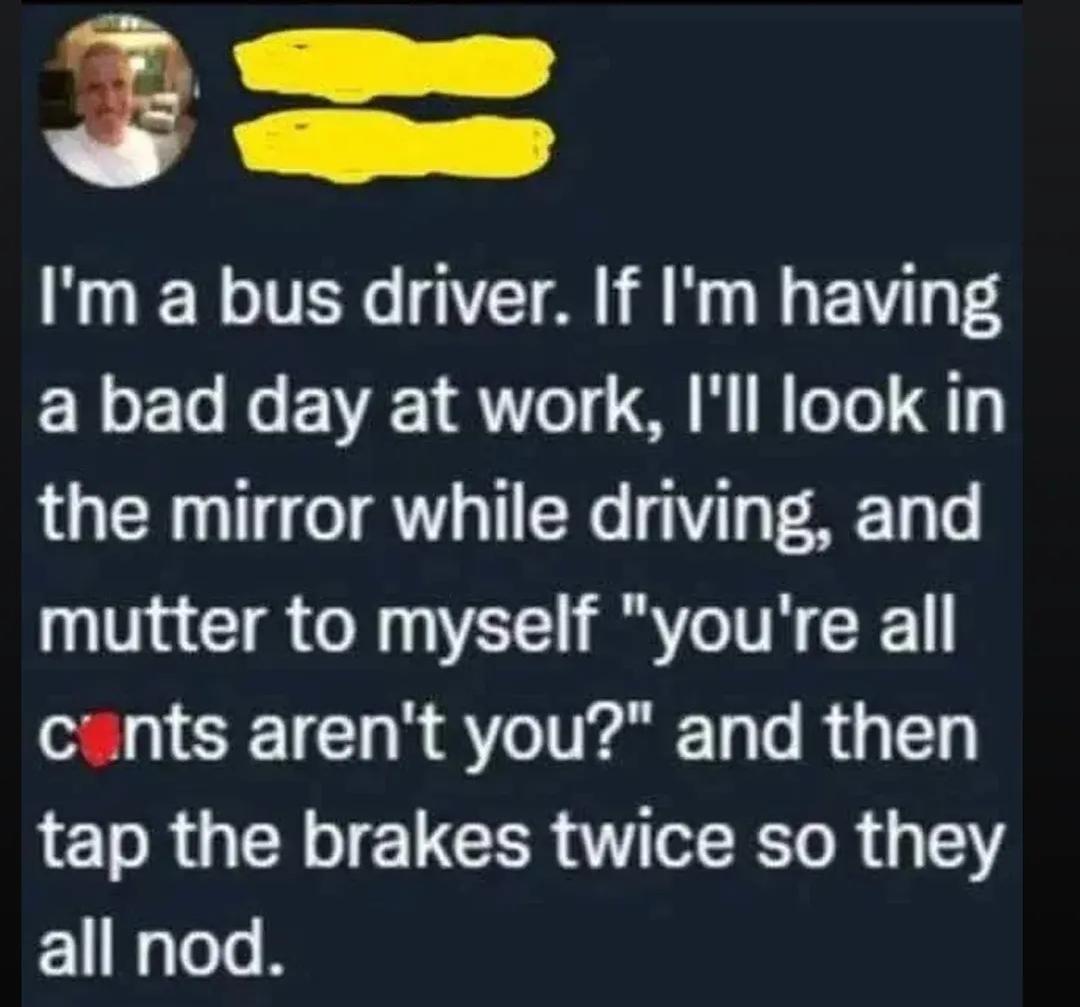 I'm a bus driver. If I'm having
a bad day at work, I'll look in
the mirror while driving, and
mutter to myself "you're all
c nts aren't you?" and then
tap the brakes twice so they
all nod.